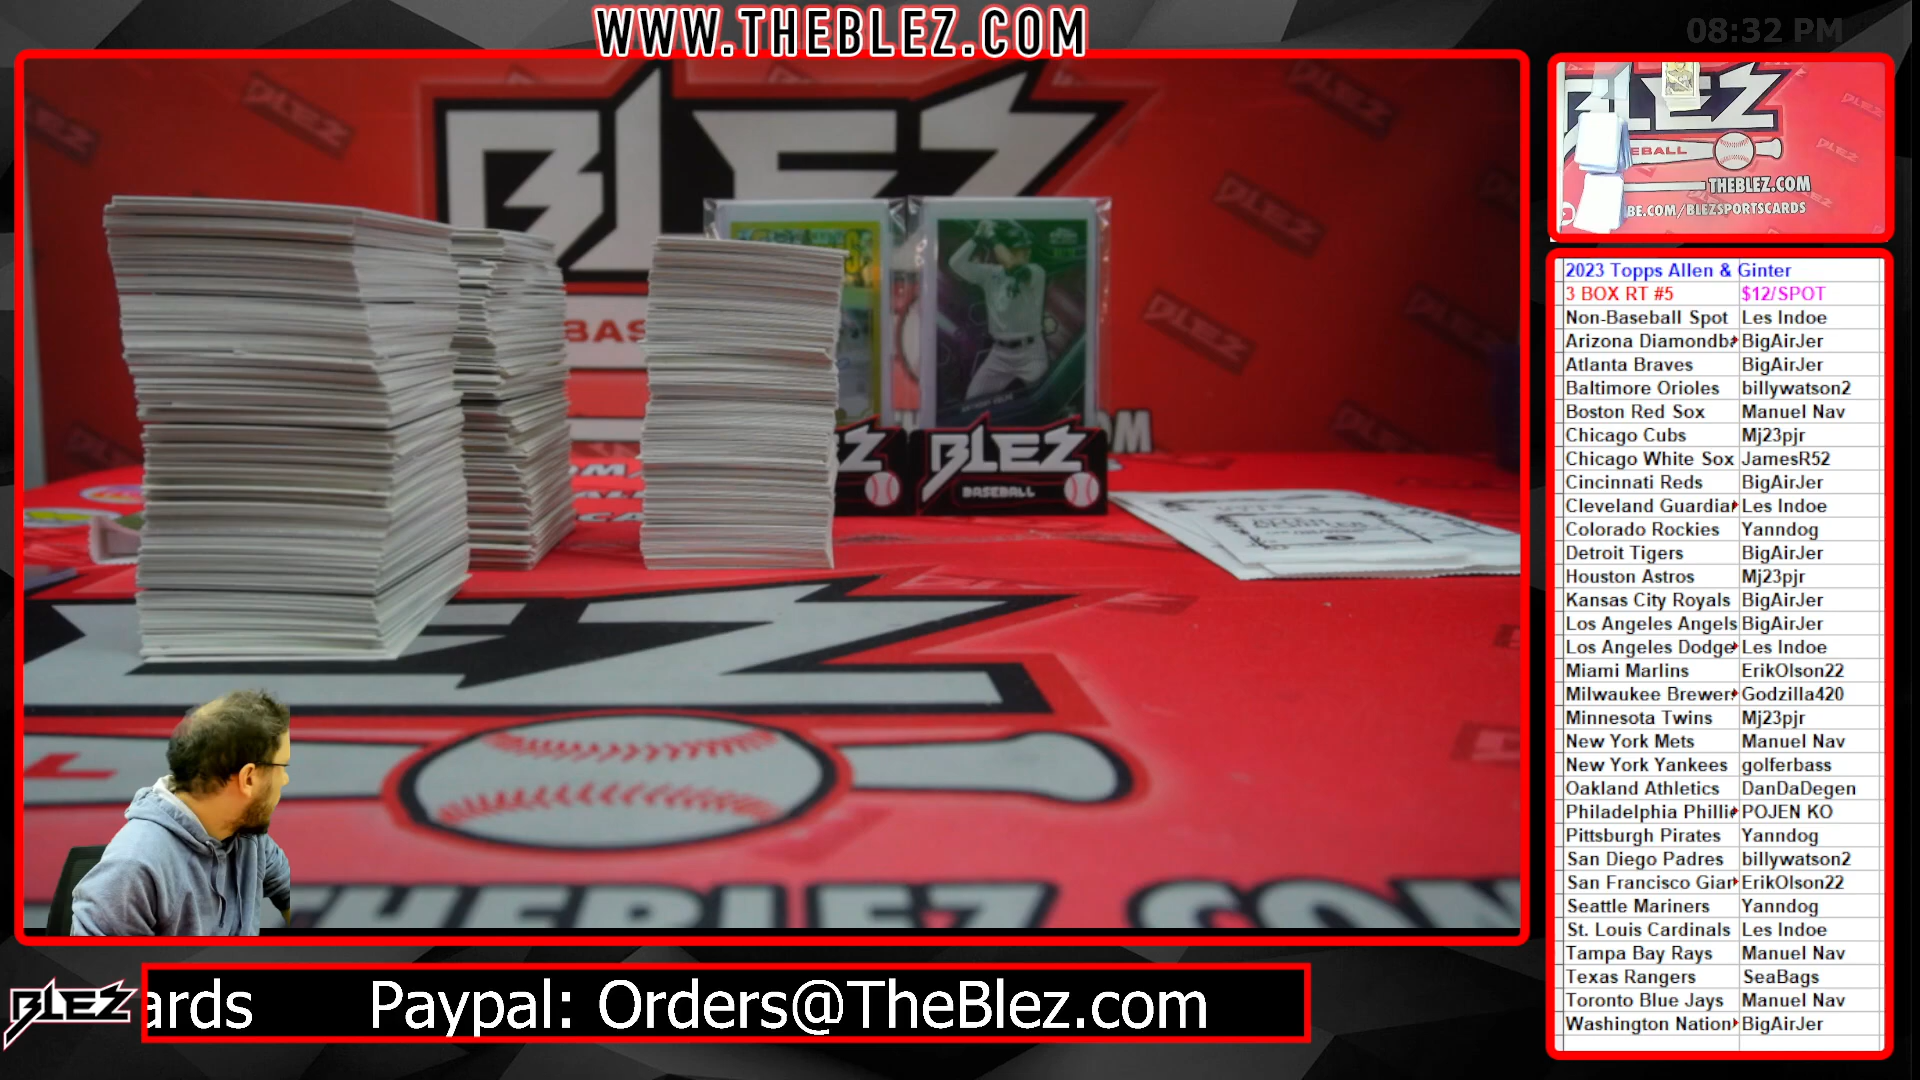 WWW.THEBLEZ.COM
08:32 PM
BLEZ
BLEZ
BASEBALL
THEBLEZ.COM
BLEZ
EBALL
THEBLEZ.COM
BE.COM/BLEZSPORTSCARDS
2023 Topps Allen & Ginter
3 BOX RT #5 $12/SPOT
Non-Baseball Spot Les Indoe
Arizona Diamondba BigAirJer
Atlanta Braves BigAirJer
Baltimore Orioles billywatson2
Boston Red Sox Manuel Nav
Chicago Cubs Mj23pjr
Chicago White Sox JamesR52
Cincinnati Reds BigAirJer
Cleveland Guardia Les Indoe
Colorado Rockies Yanndog
Detroit Tigers BigAirJer
Houston Astros Mj23pjr
Kansas City Royals BigAirJer
Los Angeles Angels BigAirJer
Los Angeles Dodge Les Indoe
Miami Marlins ErikOlson22
Milwaukee Brewer Godzilla420
Minnesota Twins Mj23pjr
New York Mets Manuel Nav
New York Yankees golferbass
Oakland Athletics DanDaDegen
Philadelphia Phillie POJEN KO
Pittsburgh Pirates Yanndog
San Diego Padres billywatson2
San Francisco Gian ErikOlson22
Seattle Mariners Yanndog
St. Louis Cardinals Les Indoe
Tampa Bay Rays Manuel Nav
Texas Rangers SeaBags
Toronto Blue Jays Manuel Nav
Washington Nation BigAirJer
BLEZ
ards Paypal: Orders@TheBlez.com